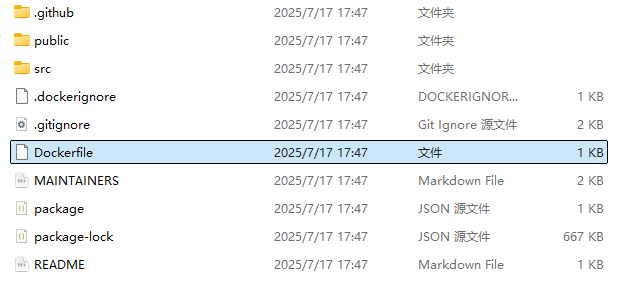 .github 2025/7/17 17:47 文件夹
public 2025/7/17 17:47 文件夹
src 2025/7/17 17:47 文件夹
.dockerignore 2025/7/17 17:47 DOCKERIGNOR... 1 KB
.gitignore 2025/7/17 17:47 Git Ignore 源文件 2 KB
Dockerfile 2025/7/17 17:47 文件 1 KB
MAINTAINERS 2025/7/17 17:47 Markdown File 2 KB
package 2025/7/17 17:47 JSON 源文件 1 KB
package-lock 2025/7/17 17:47 JSON 源文件 667 KB
README 2025/7/17 17:47 Markdown File 1 KB